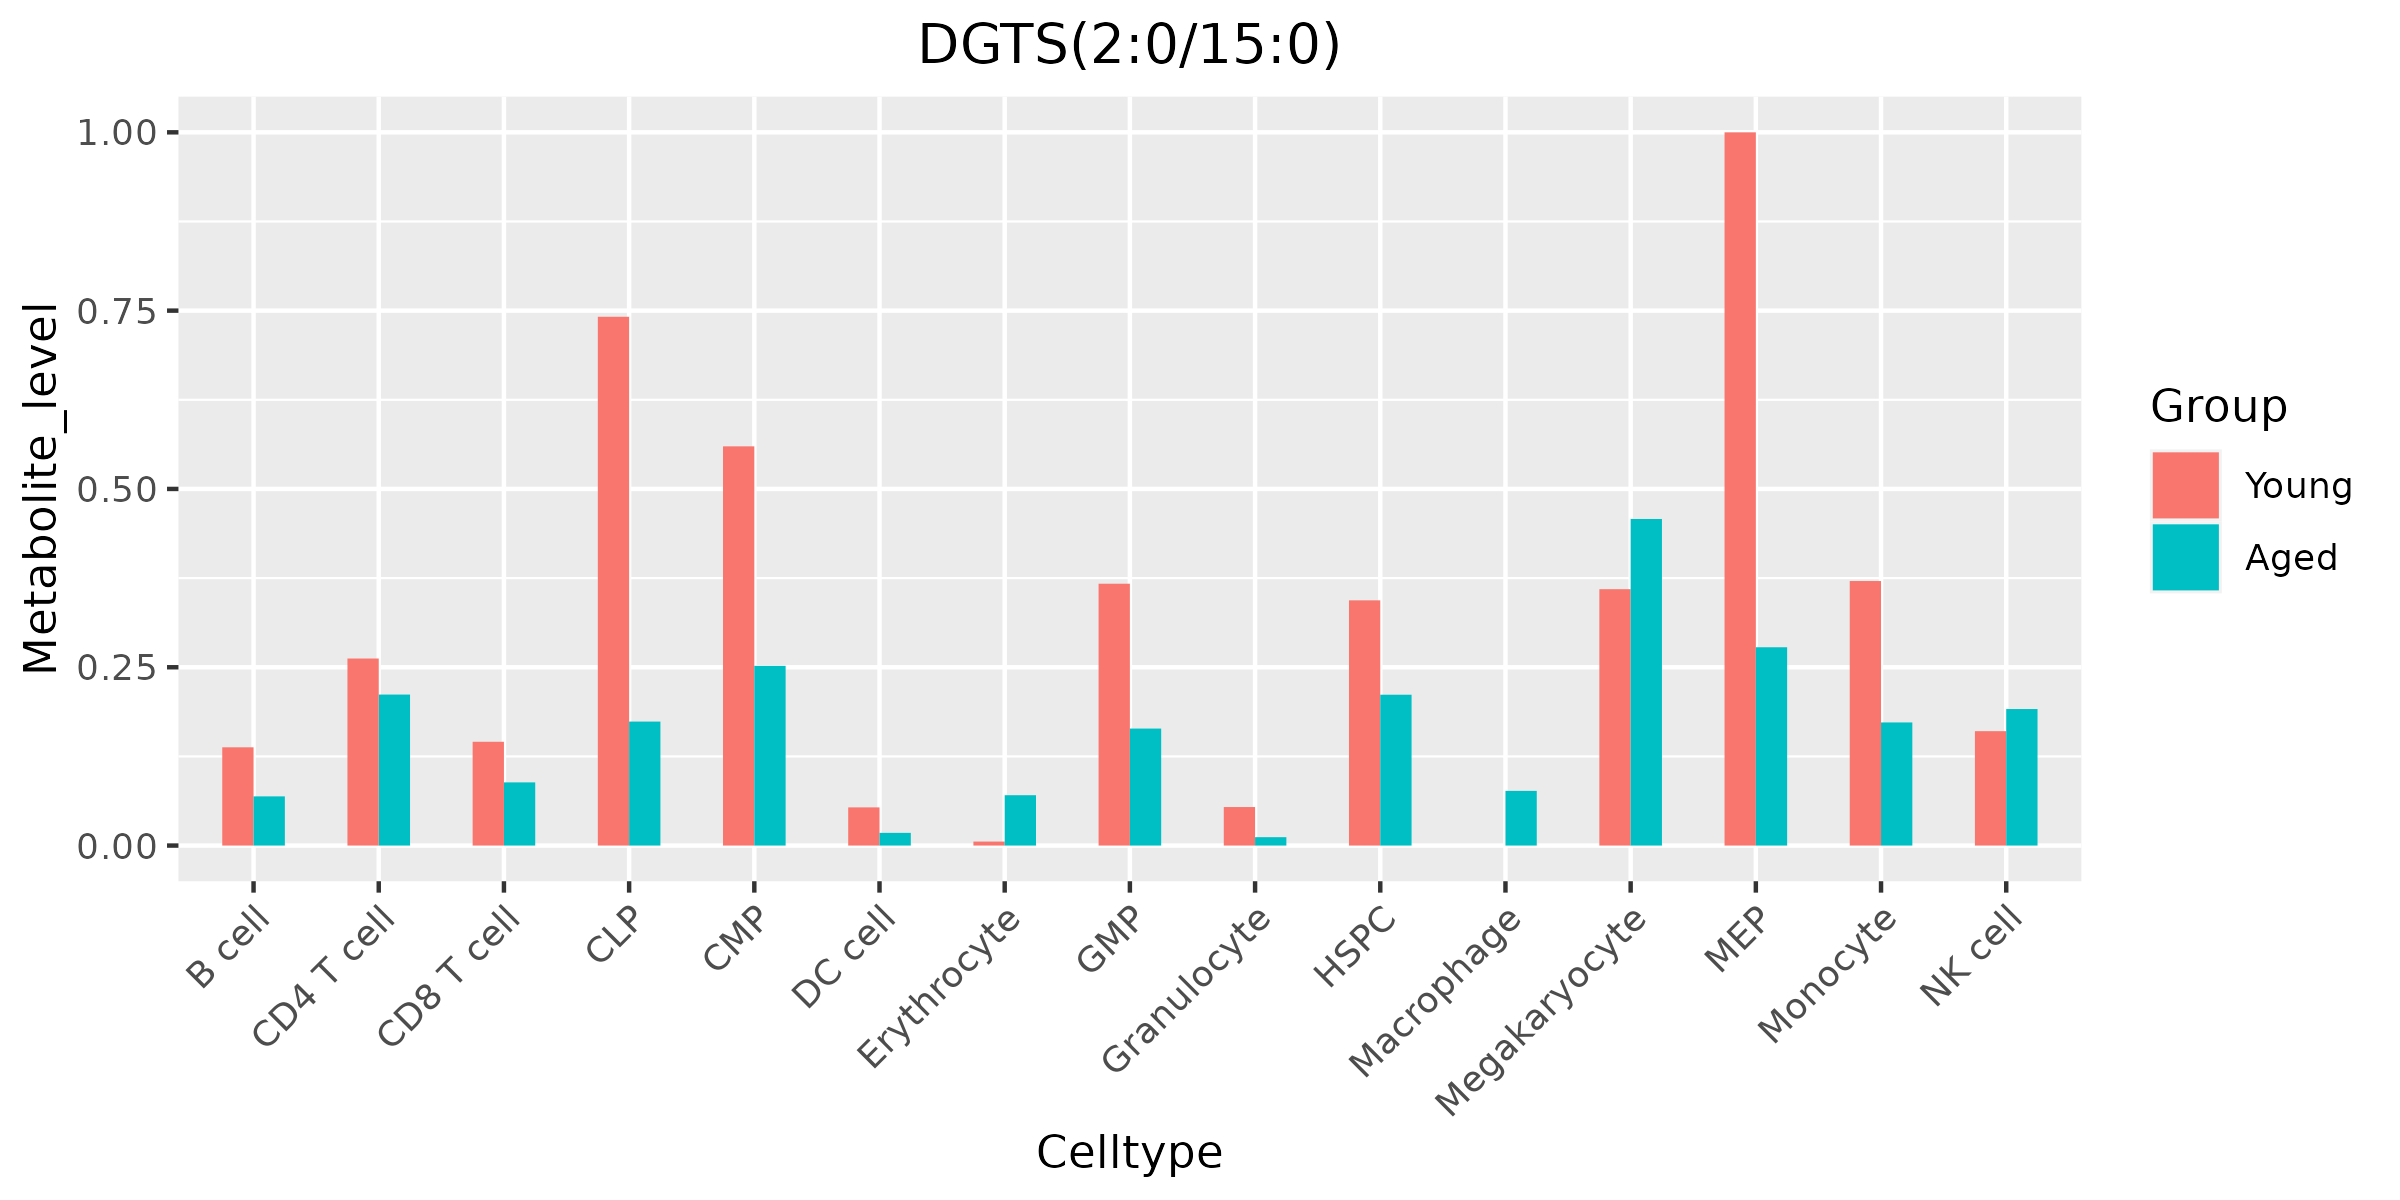 DGTS(2:0/15:0)
Metabolite_level
1.00
0.75
0.50
0.25
0.00
B cell
CD4 T cell
CD8 T cell
CLP
CMP
DC cell
Erythrocyte
GMP
Granulocyte
HSPC
Macrophage
Megakaryocyte
MEP
Monocyte
NK cell
Celltype
Group
Young
Aged